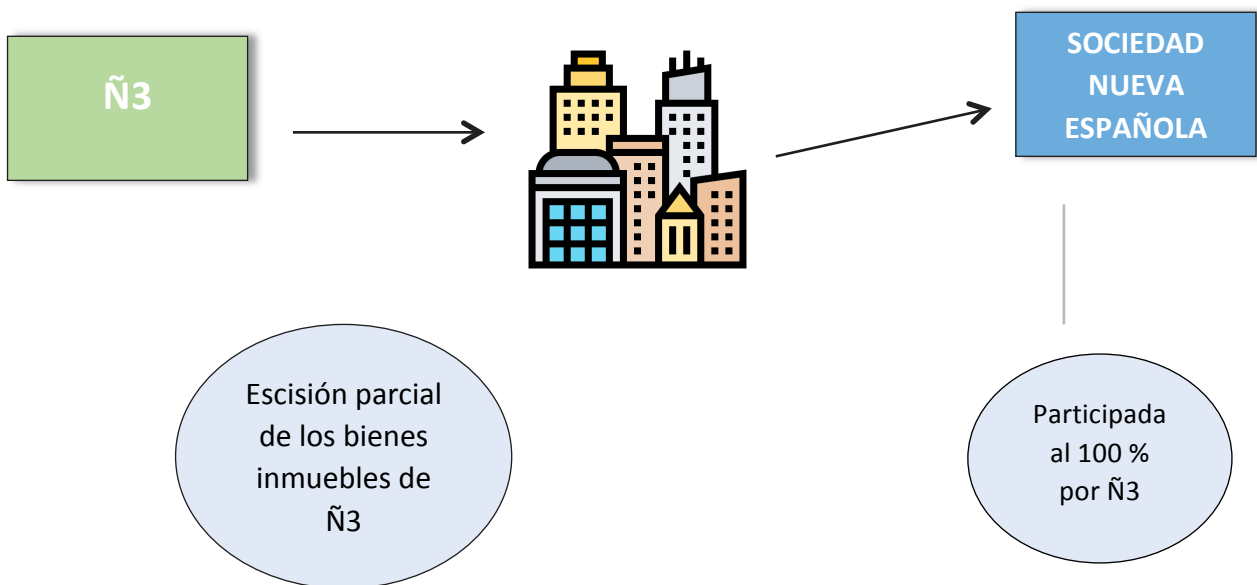 Ñ3
SOCIEDAD
NUEVA
ESPAÑOLA
Escisión parcial
de los bienes
inmuebles de
Ñ3
Participada
al 100 %
por Ñ3